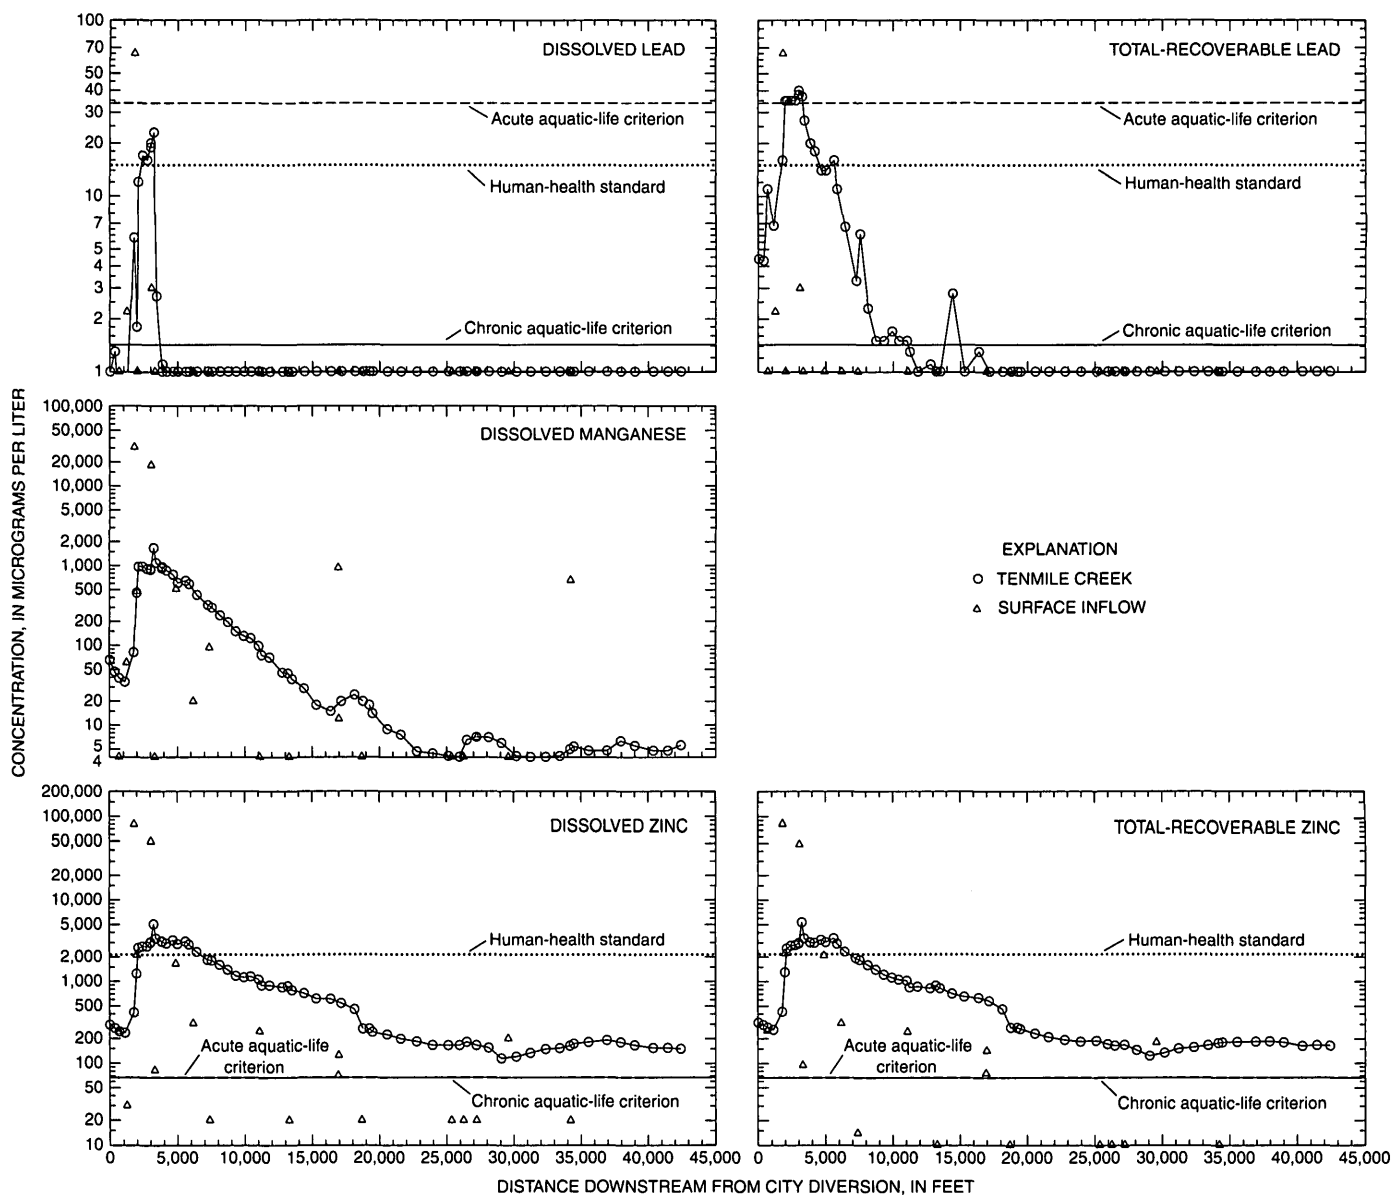 100
70
50
40
30
20
10
7
5
4
3
2
1
DISSOLVED LEAD
Acute aquatic-life criterion
Human-health standard
Chronic aquatic-life criterion
TOTAL-RECOVERABLE LEAD
Acute aquatic-life criterion
Human-health standard
Chronic aquatic-life criterion
CONCENTRATION, IN MICROGRAMS PER LITER
100,000
50,000
20,000
10,000
5,000
2,000
1,000
500
200
100
50
20
10
5
4
DISSOLVED MANGANESE
EXPLANATION
TENMILE CREEK
SURFACE INFLOW
200,000
100,000
50,000
20,000
10,000
5,000
2,000
1,000
500
200
100
50
20
10
DISSOLVED ZINC
Human-health standard
Acute aquatic-life
criterion
Chronic aquatic-life criterion
0 5,000 10,000 15,000 20,000 25,000 30,000 35,000 40,000 45,000
TOTAL-RECOVERABLE ZINC
Human-health standard
Acute aquatic-life
criterion
Chronic aquatic-life criterion
0 5,000 10,000 15,000 20,000 25,000 30,000 35,000 40,000 45,000
DISTANCE DOWNSTREAM FROM CITY DIVERSION, IN FEET